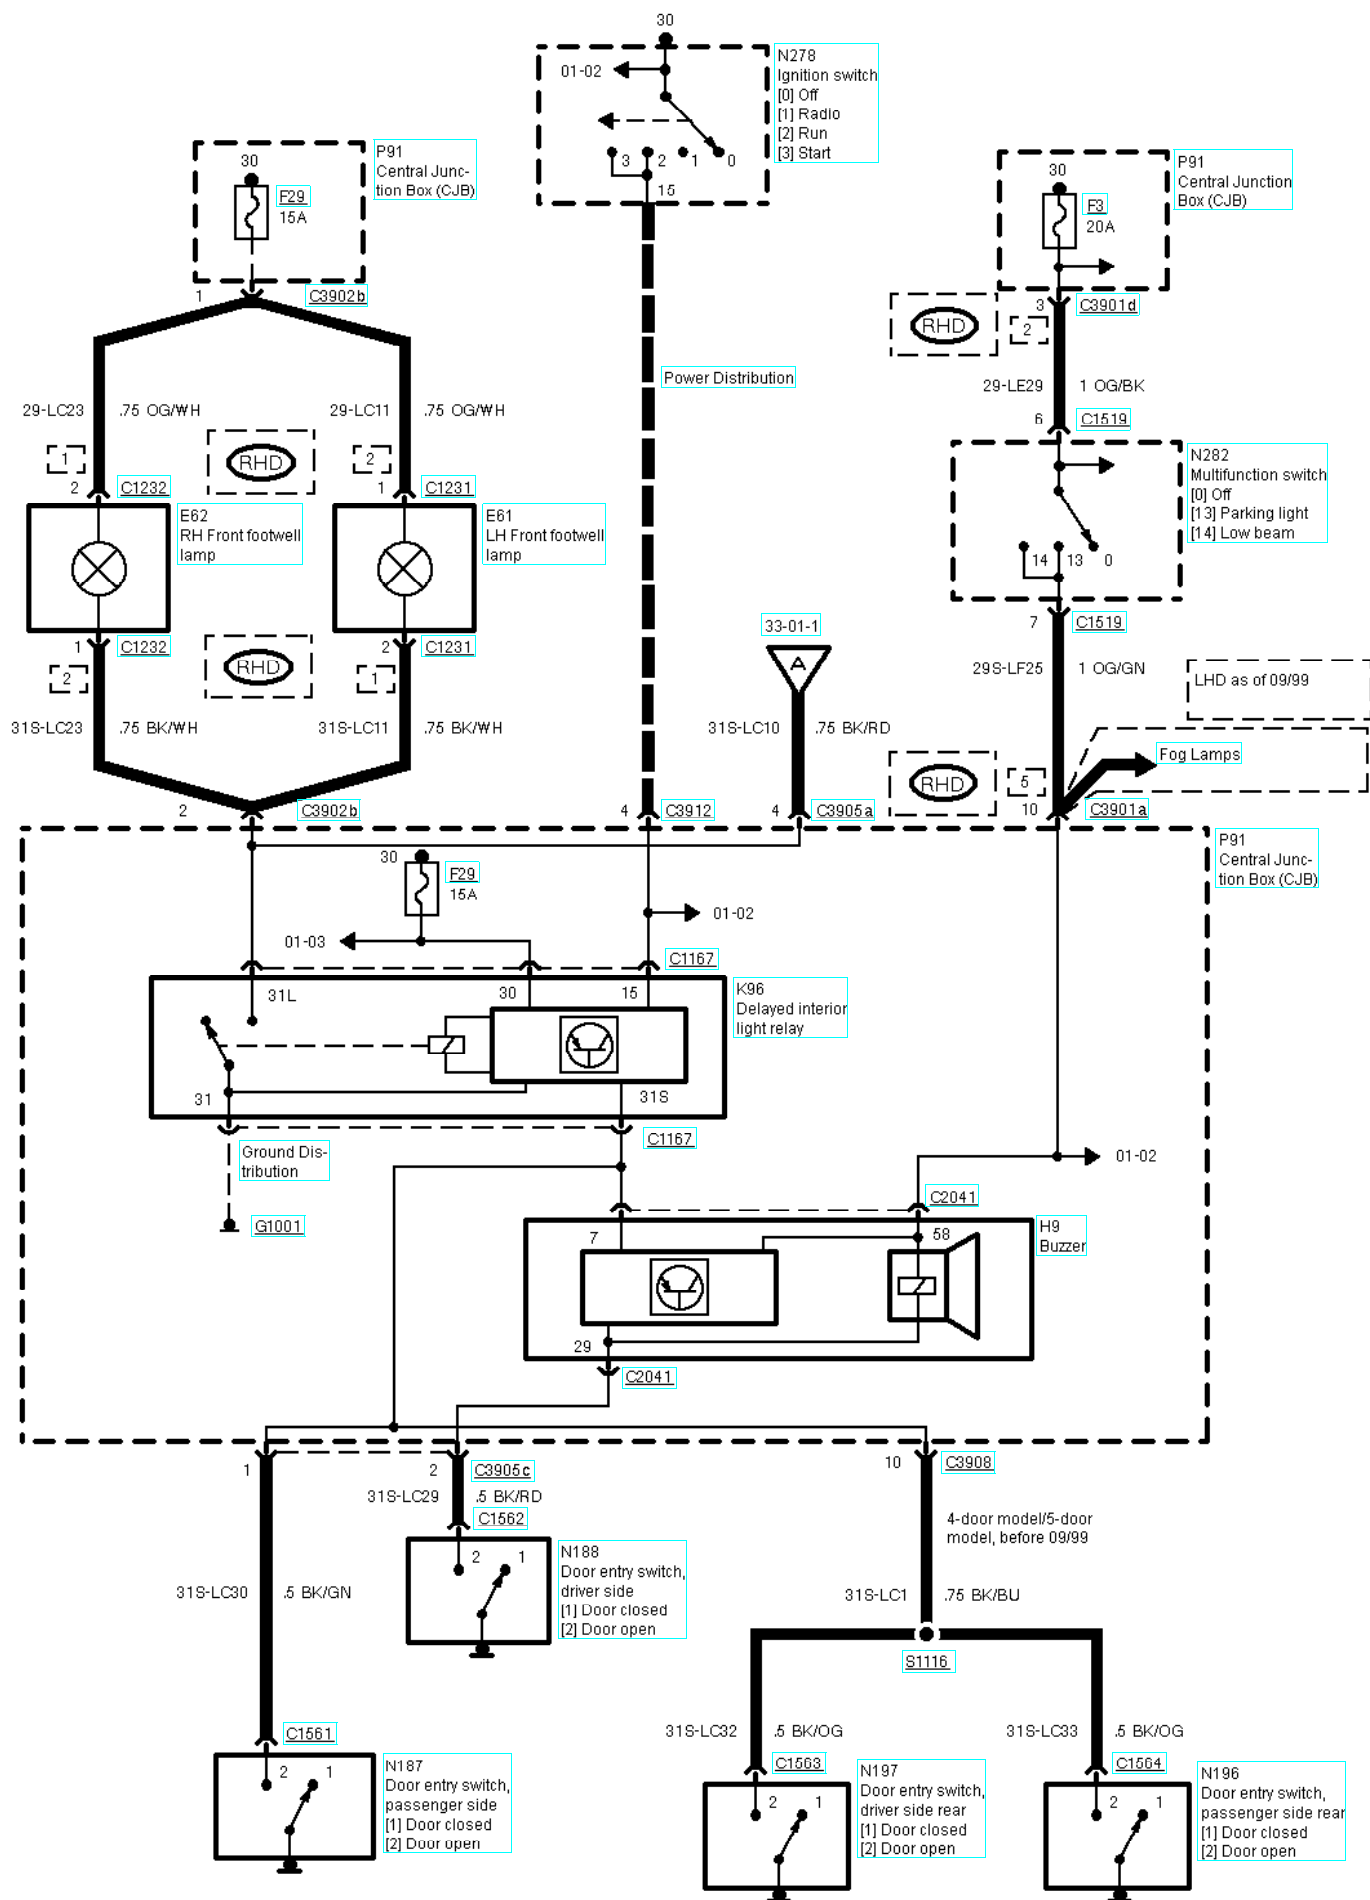 30
01-02
N278
Ignition switch
[0] Off
[1] Radio
[2] Run
[3] Start
3
2
1
0
15
P91
Central Junc-
tion Box (CJB)
30
F29
15A
P91
Central Junction
Box (CJB)
30
F3
20A
1
C3902b
3
C3901d
RHD
2
Power Distribution
29-LE29
1 OG/BK
29-LC23
.75 OG/WH
29-LC11
.75 OG/WH
6
C1519
1
RHD
2
N282
Multifunction switch
[0] Off
[13] Parking light
[14] Low beam
2
C1232
1
C1231
E62
RH Front footwell
lamp
E61
LH Front footwell
lamp
14
13
0
1
C1232
RHD
2
C1231
33-01-1
7
C1519
A
2
1
29S-LF25
1 OG/GN
LHD as of 09/99
31S-LC23
.75 BK/WH
31S-LC11
.75 BK/WH
31S-LC10
.75 BK/RD
Fog Lamps
RHD
5
2
C3902b
4
C3912
4
C3905a
10
C3901a
P91
Central Junc-
tion Box (CJB)
30
F29
15A
01-02
01-03
C1167
31L
30
15
K96
Delayed interior
light relay
31
31S
C1167
Ground Dis-
tribution
01-02
G1001
C2041
7
58
H9
Buzzer
29
C2041
1
2
C3905c
10
C3908
31S-LC29
.5 BK/RD
C1562
4-door model/5-door
model, before 09/99
2
1
N188
Door entry switch,
driver side
[1] Door closed
[2] Door open
31S-LC30
.5 BK/GN
31S-LC1
.75 BK/BU
S1116
C1561
31S-LC32
.5 BK/OG
31S-LC33
.5 BK/OG
2
1
N187
Door entry switch,
passenger side
[1] Door closed
[2] Door open
C1563
C1564
2
1
N197
Door entry switch,
driver side rear
[1] Door closed
[2] Door open
2
1
N196
Door entry switch,
passenger side rear
[1] Door closed
[2] Door open